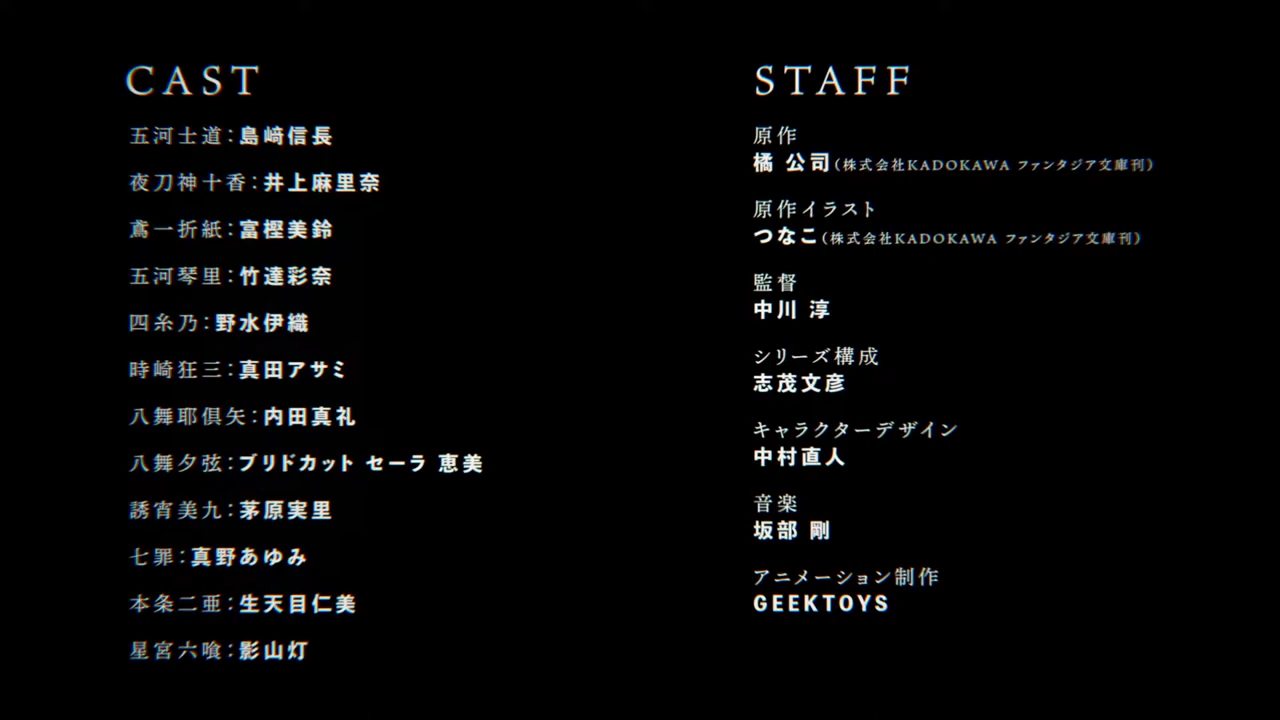 CAST
五河士道：島﨑信長
夜刀神十香：井上麻里奈
鳶一折紙：富樫美鈴
五河琴里：竹達彩奈
四糸乃：野水伊織
時崎狂三：真田アサミ
八舞耶倶矢：内田真礼
八舞夕弦：ブリドカット セーラ 恵美
誘宵美九：茅原実里
七罪：真野あゆみ
本条二亜：生天目仁美
星宮六喰：影山灯
STAFF
原作
橘 公司（株式会社KADOKAWA ファンタジア文庫刊）
原作イラスト
つなこ（株式会社KADOKAWA ファンタジア文庫刊）
監督
中川 淳
シリーズ構成
志茂文彦
キャラクターデザイン
中村直人
音楽
坂部 剛
アニメーション制作
GEEKTOYS